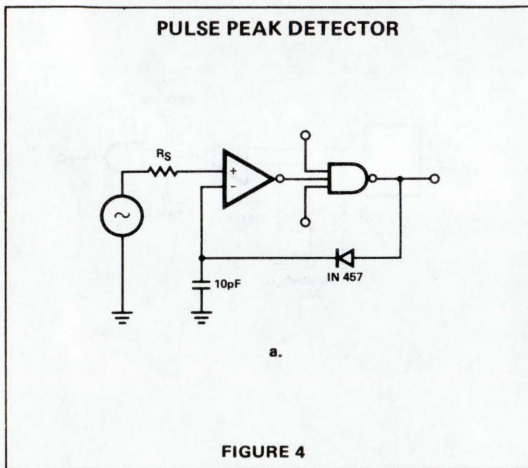 PULSE PEAK DETECTOR
RS
+
-
~
10pF
IN 457
a.
FIGURE 4